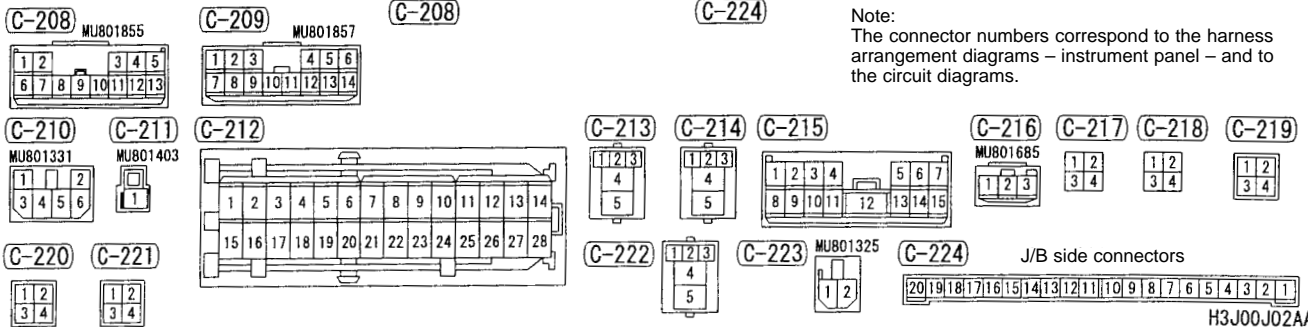 C-208
C-224
C-208 MU801855
C-209 MU801857
Note:
The connector numbers correspond to the harness
arrangement diagrams – instrument panel – and to
the circuit diagrams.
1 2 3 4 5
6 7 8 9 10 11 12 13
1 2 3 4 5 6
7 8 9 10 11 12 13 14
C-210
MU801331
1 2
3 4 5 6
C-211
MU801403
1
C-212
1 2 3 4 5 6 7 8 9 10 11 12 13 14
15 16 17 18 19 20 21 22 23 24 25 26 27 28
C-213
1 2 3
4
5
C-214
1 2 3
4
5
C-215
1 2 3 4 5 6 7
8 9 10 11 12 13 14 15
C-216
MU801685
1 2 3
C-217
1 2
3 4
C-218
1 2
3 4
C-219
1 2
3 4
C-220
1 2
3 4
C-221
1 2
3 4
C-222
1 2 3
4
5
C-223
MU801325
1 2
C-224
J/B side connectors
20 19 18 17 16 15 14 13 12 11 10 9 8 7 6 5 4 3 2 1